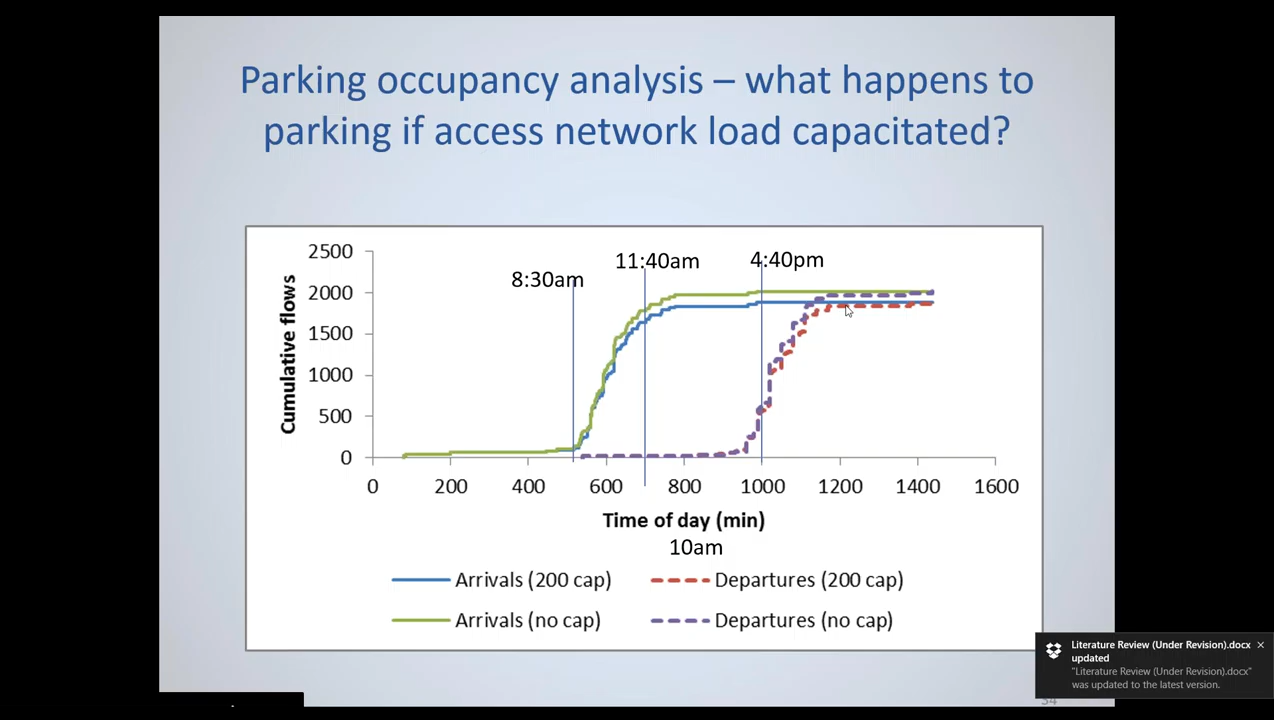 Parking occupancy analysis – what happens to
parking if access network load capacitated?
2500
2000
1500
1000
500
0
Cumulative flows
8:30am
11:40am
4:40pm
0 200 400 600 800 1000 1200 1400 1600
Time of day (min)
10am
Arrivals (200 cap) Departures (200 cap)
Arrivals (no cap) Departures (no cap)
Literature Review (Under Revision).docx
updated
"Literature Review (Under Revision).docx"
was updated to the latest version.
34